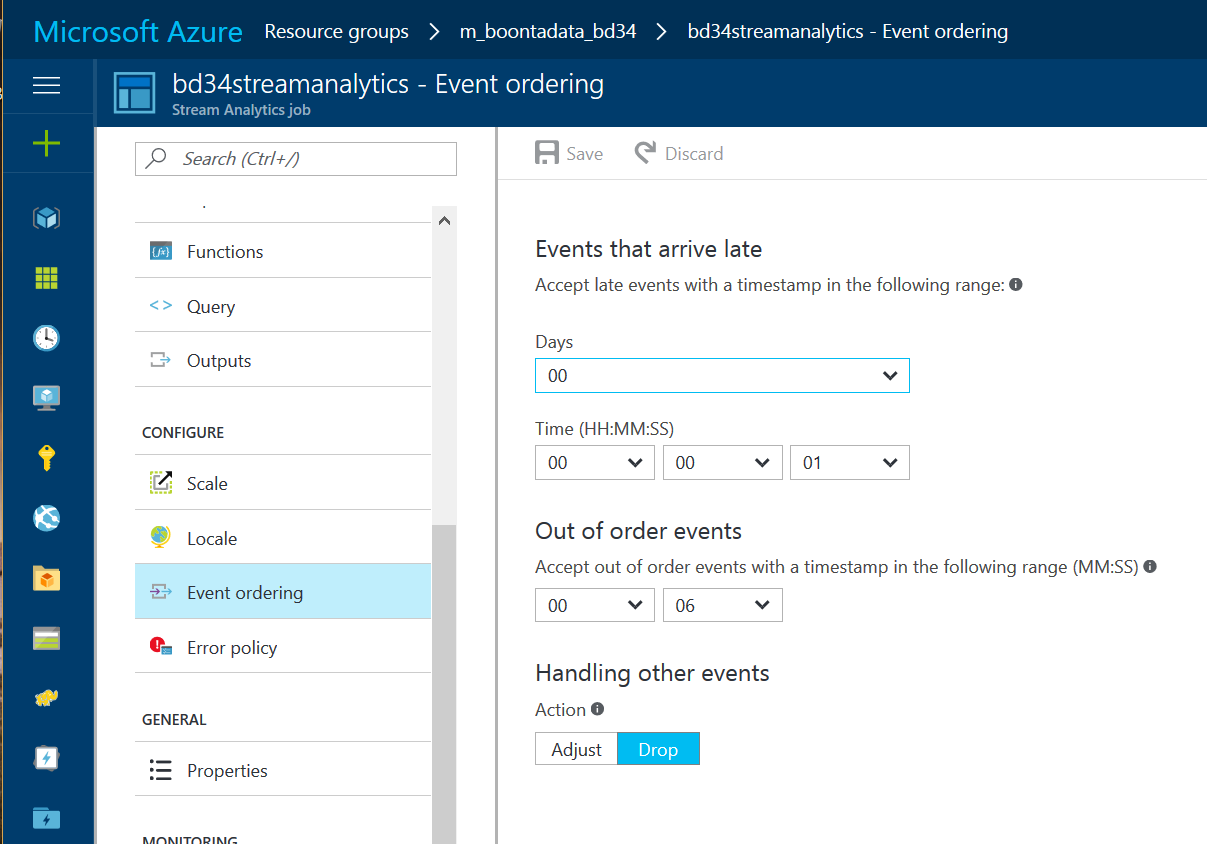 Microsoft Azure Resource groups > m_boontadata_bd34 > bd34streamanalytics - Event ordering
bd34streamanalytics - Event ordering
Stream Analytics job
Search (Ctrl+/)
Functions
Query
Outputs
CONFIGURE
Scale
Locale
Event ordering
Error policy
GENERAL
Properties
MONITORING
Save Discard
Events that arrive late
Accept late events with a timestamp in the following range:
Days
00
Time (HH:MM:SS)
00 00 01
Out of order events
Accept out of order events with a timestamp in the following range (MM:SS)
00 06
Handling other events
Action
Adjust Drop